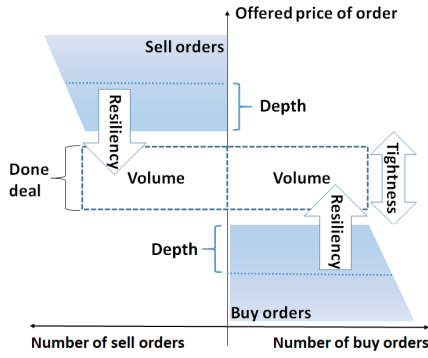 Offered price of order
Sell orders
Resiliency
Depth
Tightness
Done
deal
Volume
Volume
Resiliency
Depth
Buy orders
Number of sell orders
Number of buy orders